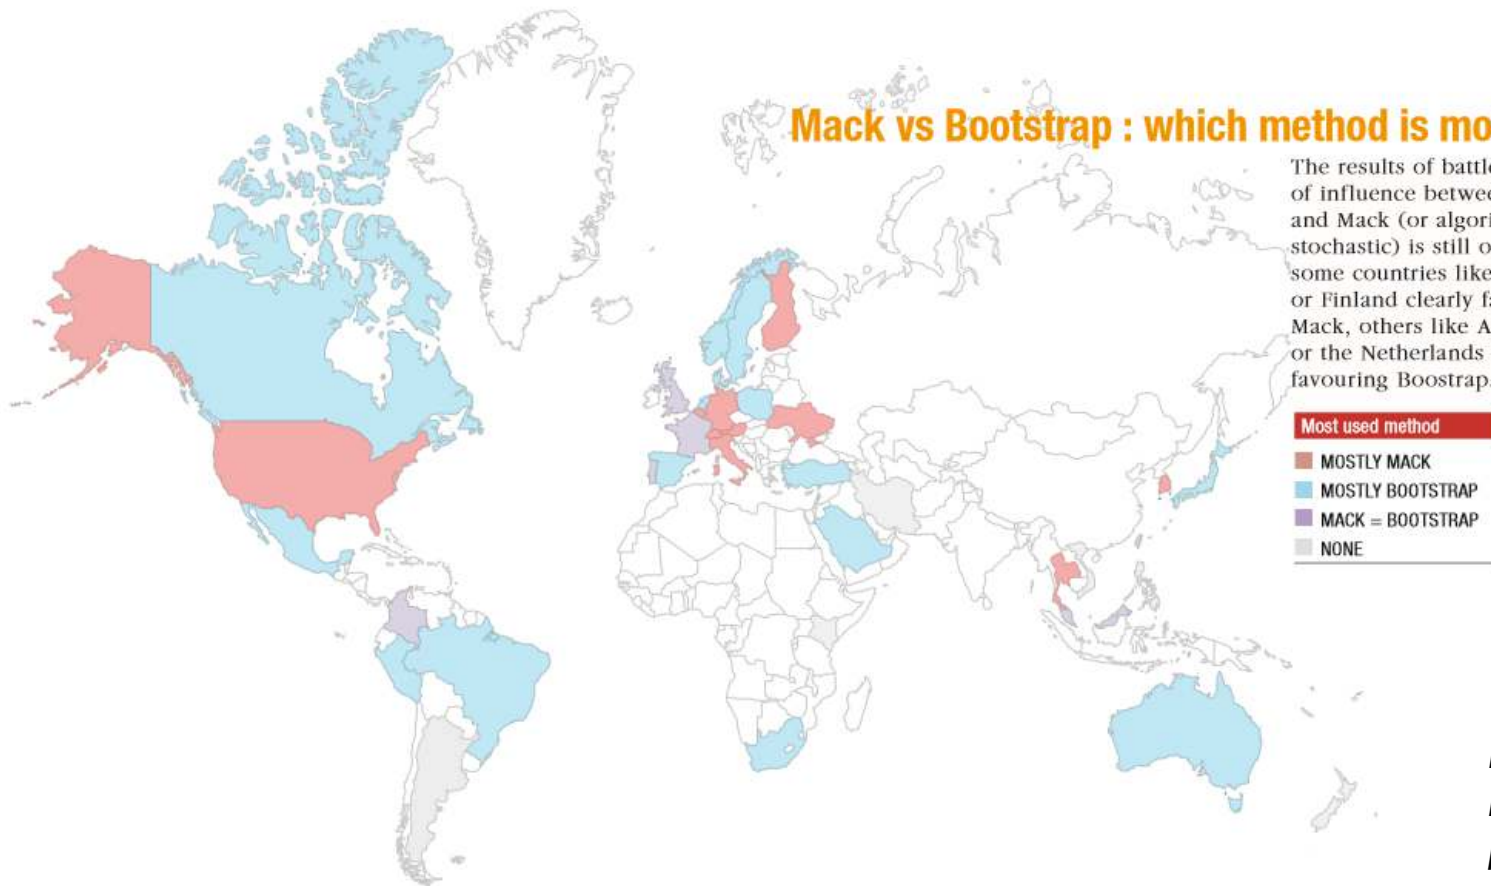 Mack vs Bootstrap : which method is mo
The results of battle
of influence betwee
and Mack (or algori
stochastic) is still o
some countries like
or Finland clearly fa
Mack, others like A
or the Netherlands
favouring Boostrap.
Most used method
MOSTLY MACK
MOSTLY BOOTSTRAP
MACK = BOOTSTRAP
NONE